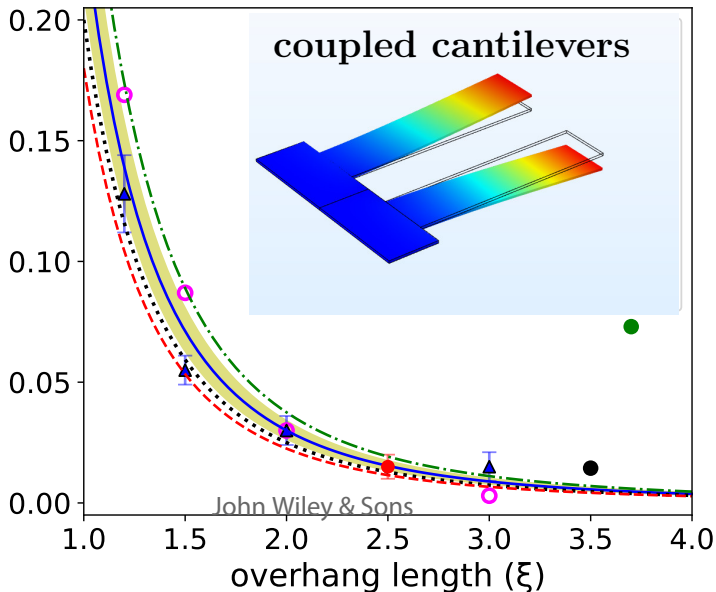 0.20
coupled cantilevers
0.15
0.10
0.05
0.00
John Wiley & Sons
1.0 1.5 2.0 2.5 3.0 3.5 4.0
overhang length (ξ)